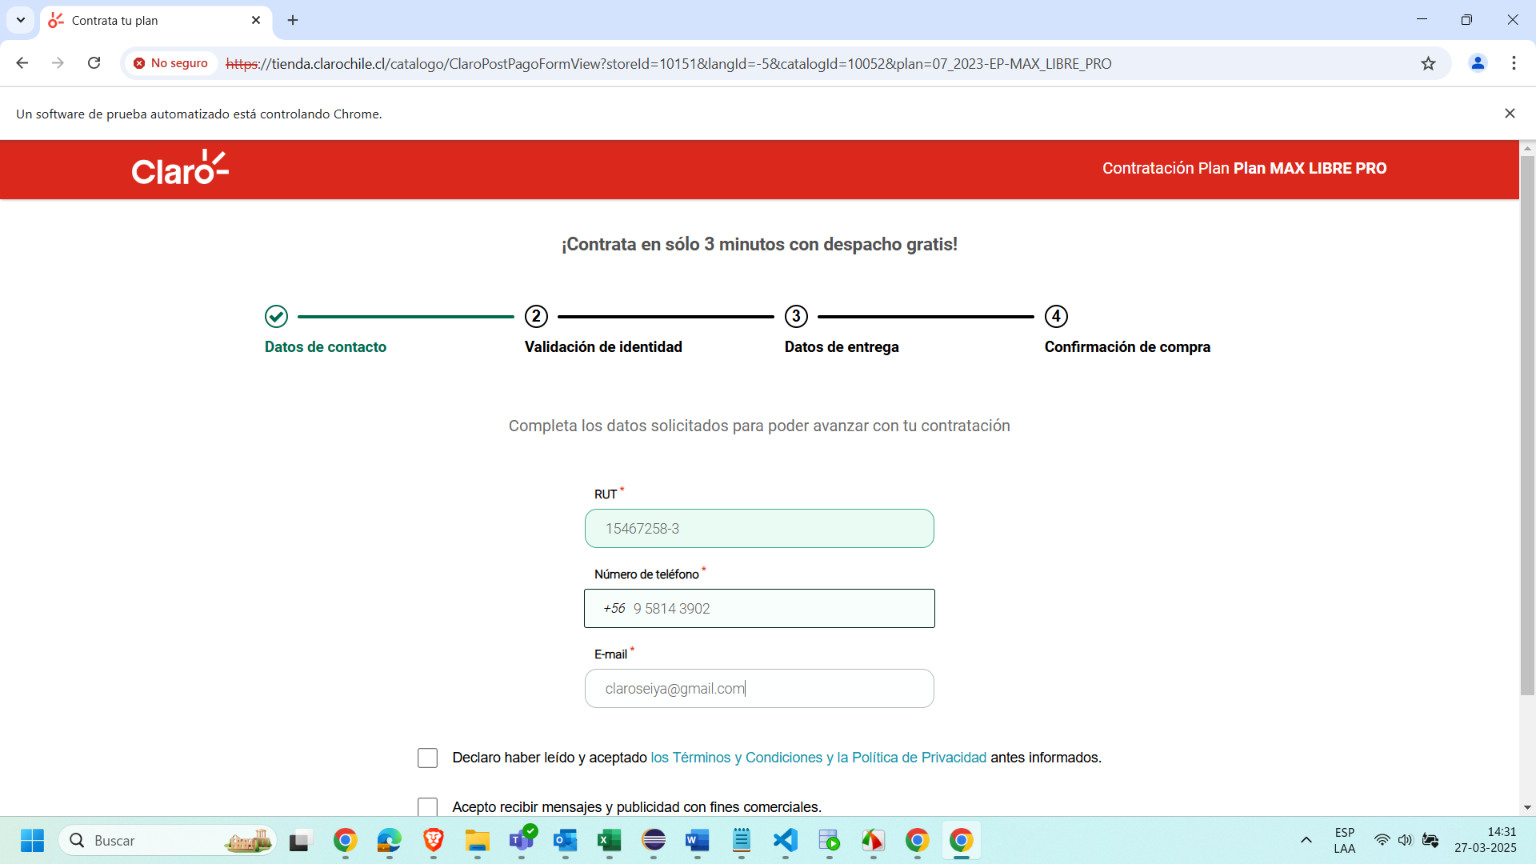 Contrata tu plan
No seguro
https://tienda.clarochile.cl/catalogo/ClaroPostPagoFormView?storeId=10151&langId=-5&catalogId=10052&plan=07_2023-EP-MAX_LIBRE_PRO
Un software de prueba automatizado está controlando Chrome.
Claro
Contratación Plan Plan MAX LIBRE PRO
¡Contrata en sólo 3 minutos con despacho gratis!
2 3 4
Datos de contacto Validación de identidad Datos de entrega Confirmación de compra
Completa los datos solicitados para poder avanzar con tu contratación
RUT *
15467258-3
Número de teléfono *
+56 9 5814 3902
E-mail *
claroseiya@gmail.com
Declaro haber leído y aceptado los Términos y Condiciones y la Política de Privacidad antes informados.
Acepto recibir mensajes y publicidad con fines comerciales.
Buscar
ESP
LAA
14:31
27-03-2025